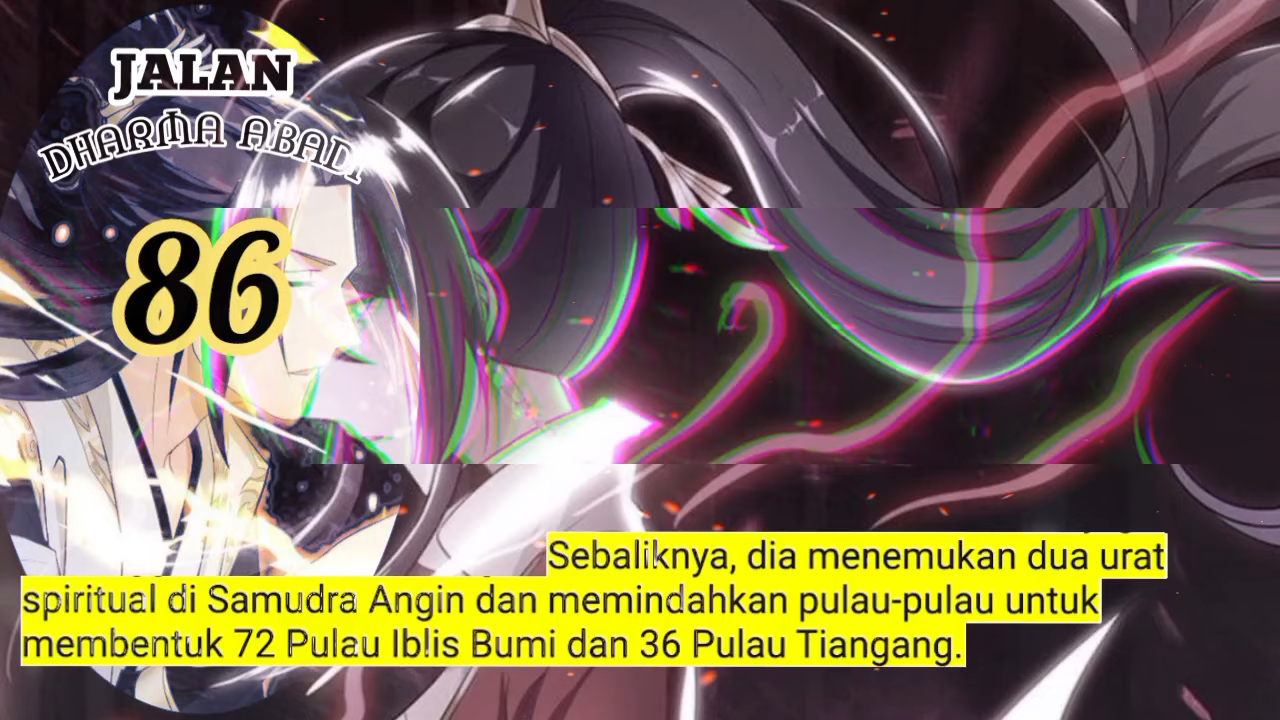 JALAN
DHARMA ABADI
86
Sebaliknya, dia menemukan dua urat
spiritual di Samudra Angin dan memindahkan pulau-pulau untuk
membentuk 72 Pulau Iblis Bumi dan 36 Pulau Tiangang.